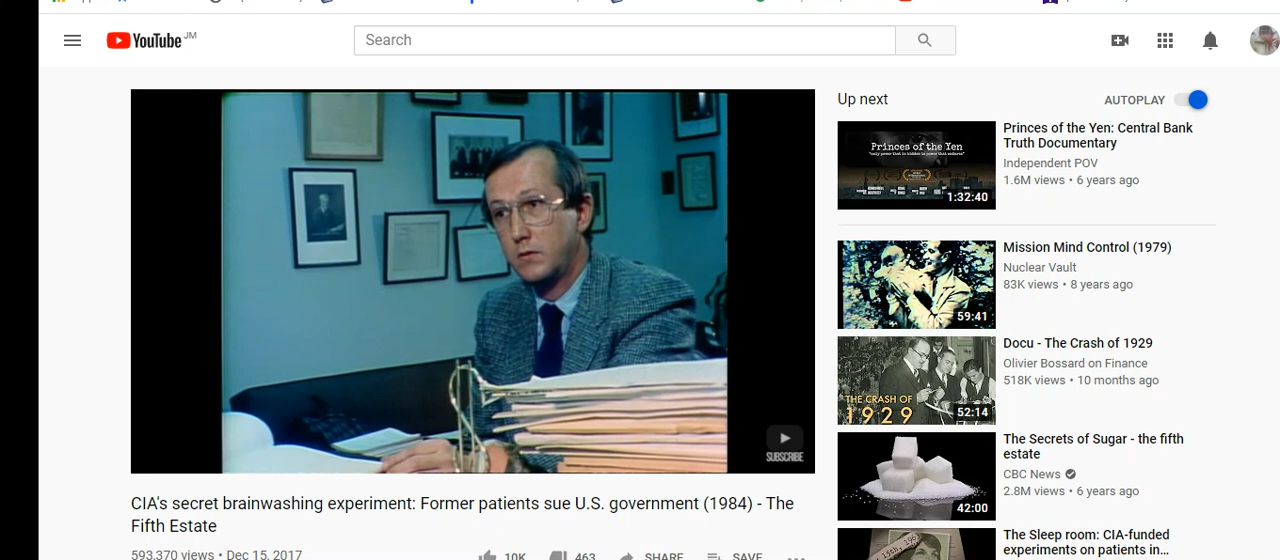 YouTube JM
Search
SUBSCRIBE
CIA's secret brainwashing experiment: Former patients sue U.S. government (1984) - The
Fifth Estate
593,370 views • Dec 15, 2017
10K
463
SHARE
SAVE
Up next
AUTOPLAY
Princes of the Yen
1:32:40
Princes of the Yen: Central Bank
Truth Documentary
Independent POV
1.6M views • 6 years ago
59:41
Mission Mind Control (1979)
Nuclear Vault
83K views • 8 years ago
THE CRASH OF
1929
52:14
Docu - The Crash of 1929
Olivier Bossard on Finance
518K views • 10 months ago
42:00
The Secrets of Sugar - the fifth
estate
CBC News
2.8M views • 6 years ago
The Sleep room: CIA-funded
experiments on patients in…